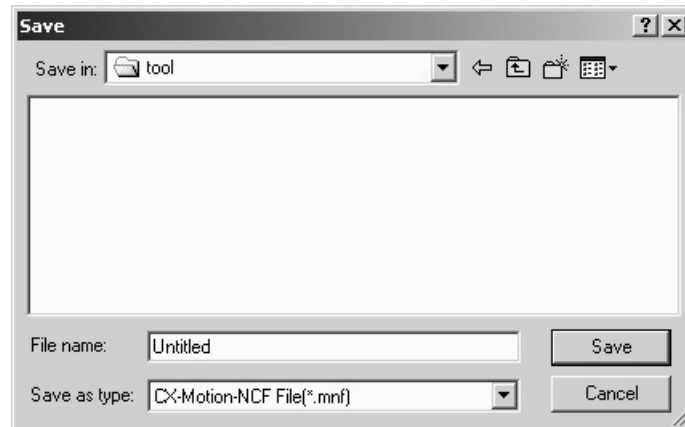 Save
Save in: tool
File name: Untitled Save
Save as type: CX-Motion-NCF File(*.mnf) Cancel